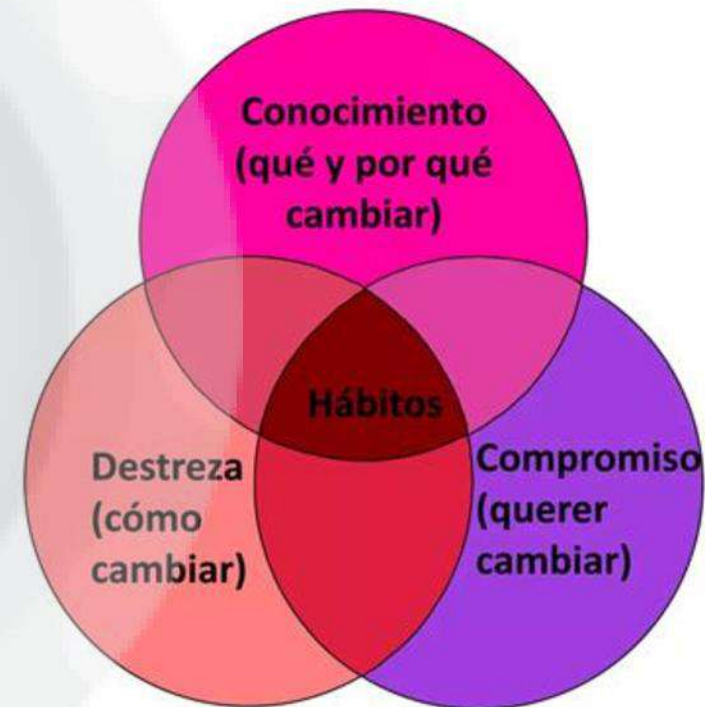 Conocimiento
(qué y por qué
cambiar)
Hábitos
Destreza
(cómo
cambiar)
Compromiso
(querer
cambiar)